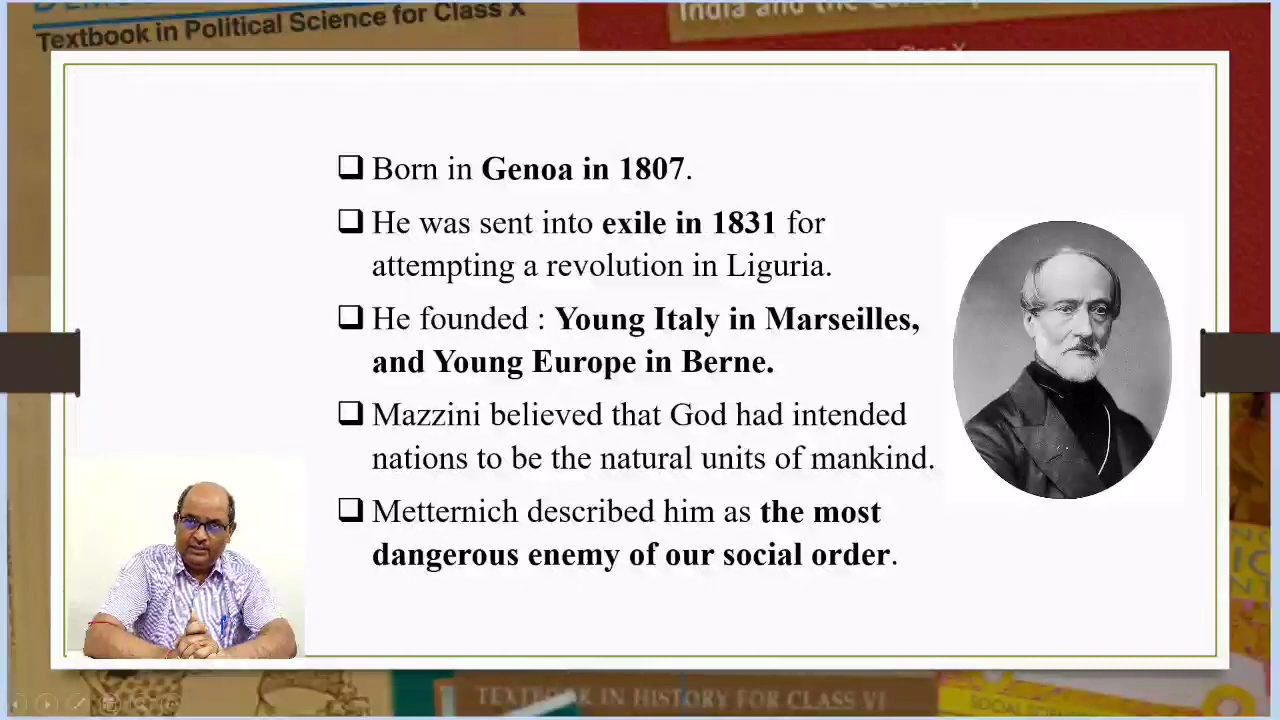 Textbook in Political Science for Class X
India and the
Born in Genoa in 1807.
He was sent into exile in 1831 for
attempting a revolution in Liguria.
He founded : Young Italy in Marseilles,
and Young Europe in Berne.
Mazzini believed that God had intended
nations to be the natural units of mankind.
Metternich described him as the most
dangerous enemy of our social order.
TEXTBOOK IN HISTORY FOR CLASS VI